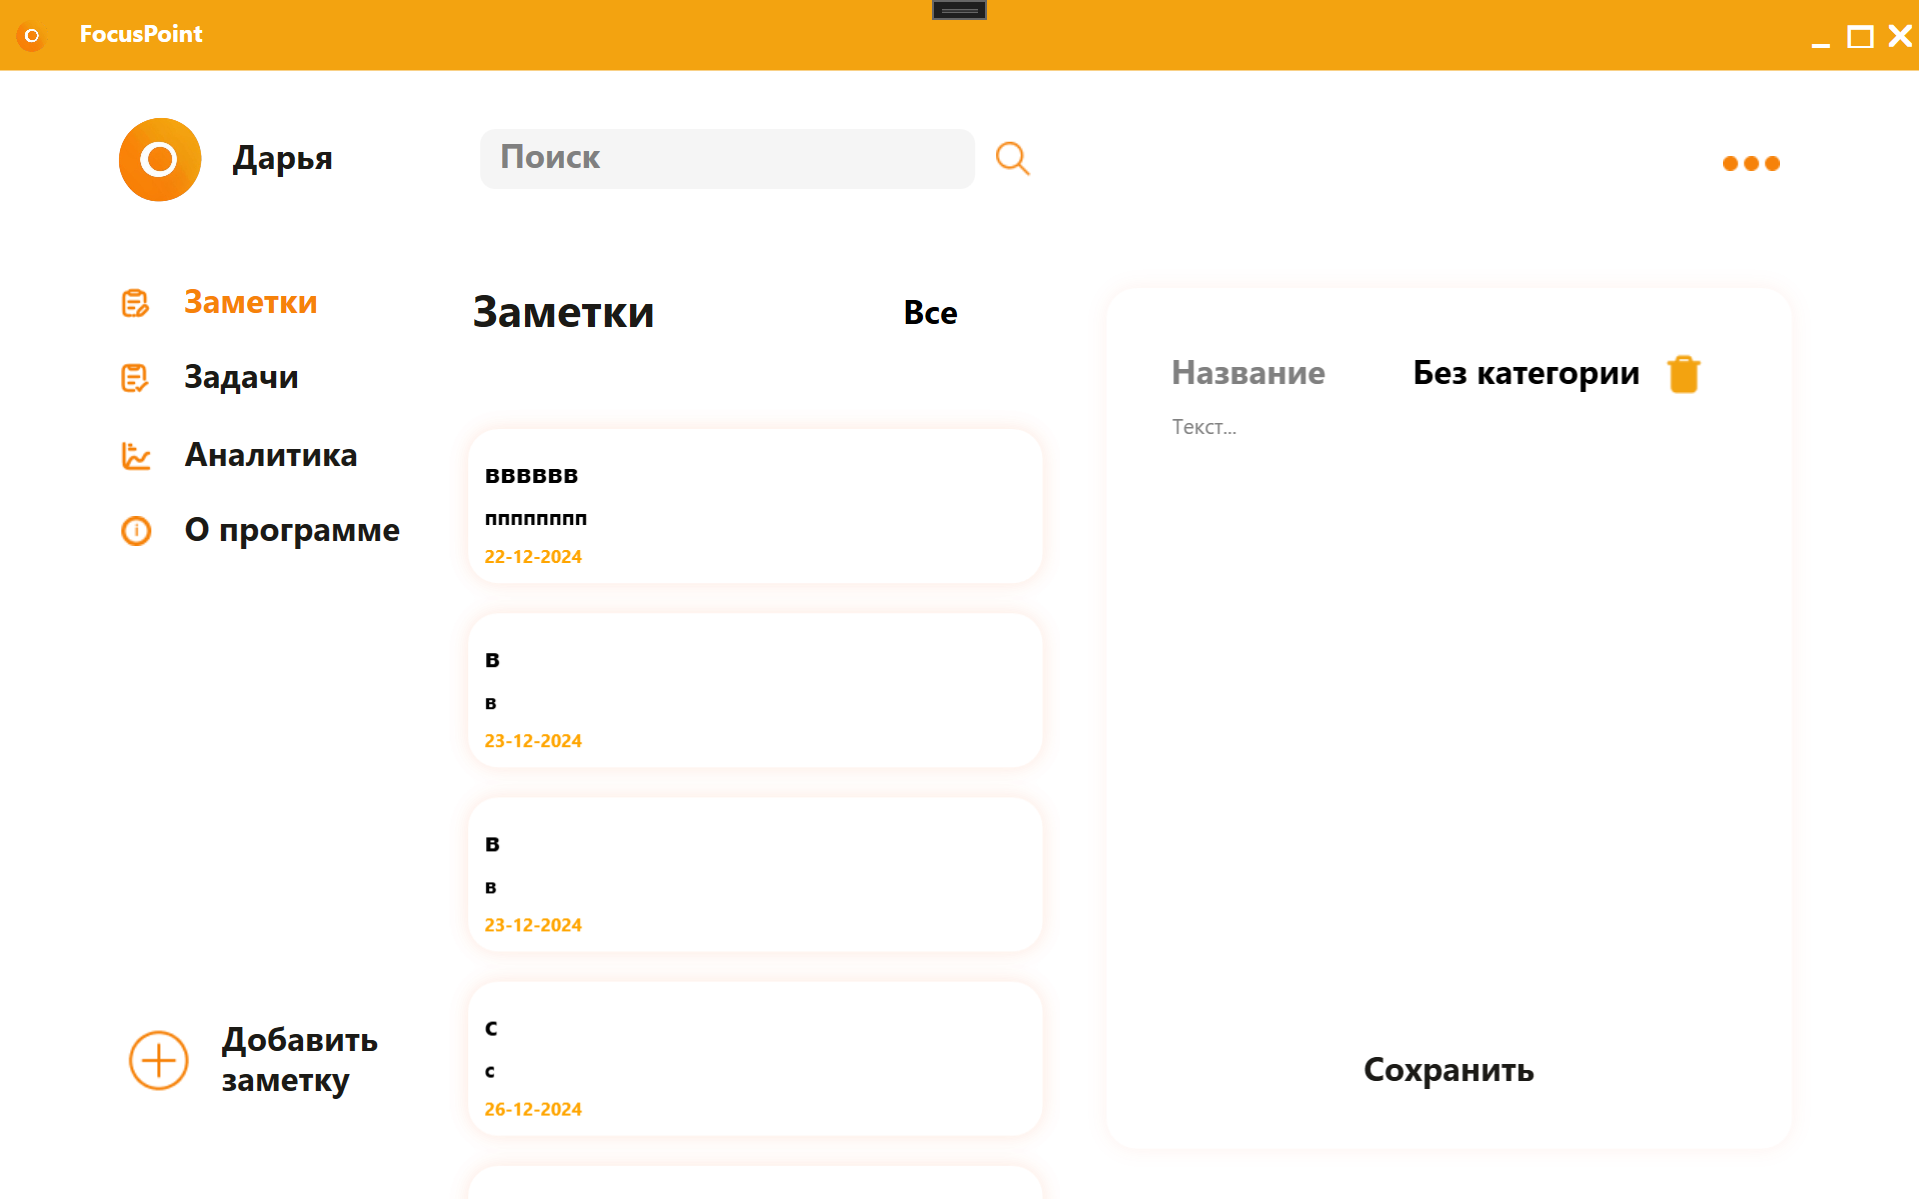 FocusPoint
Дарья
Поиск
Заметки
Задачи
Аналитика
О программе
Добавить
заметку
Заметки
Все
вввввв
пппппппп
22-12-2024
в
в
23-12-2024
в
в
23-12-2024
с
с
26-12-2024
Название
Без категории
Текст...
Сохранить